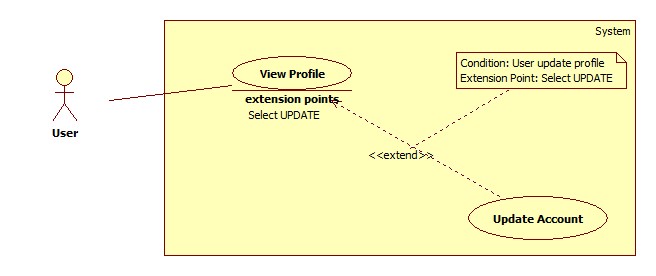 System
Condition: User update profile
Extension Point: Select UPDATE
View Profile
extension points
Select UPDATE
User
<<extend>>
Update Account